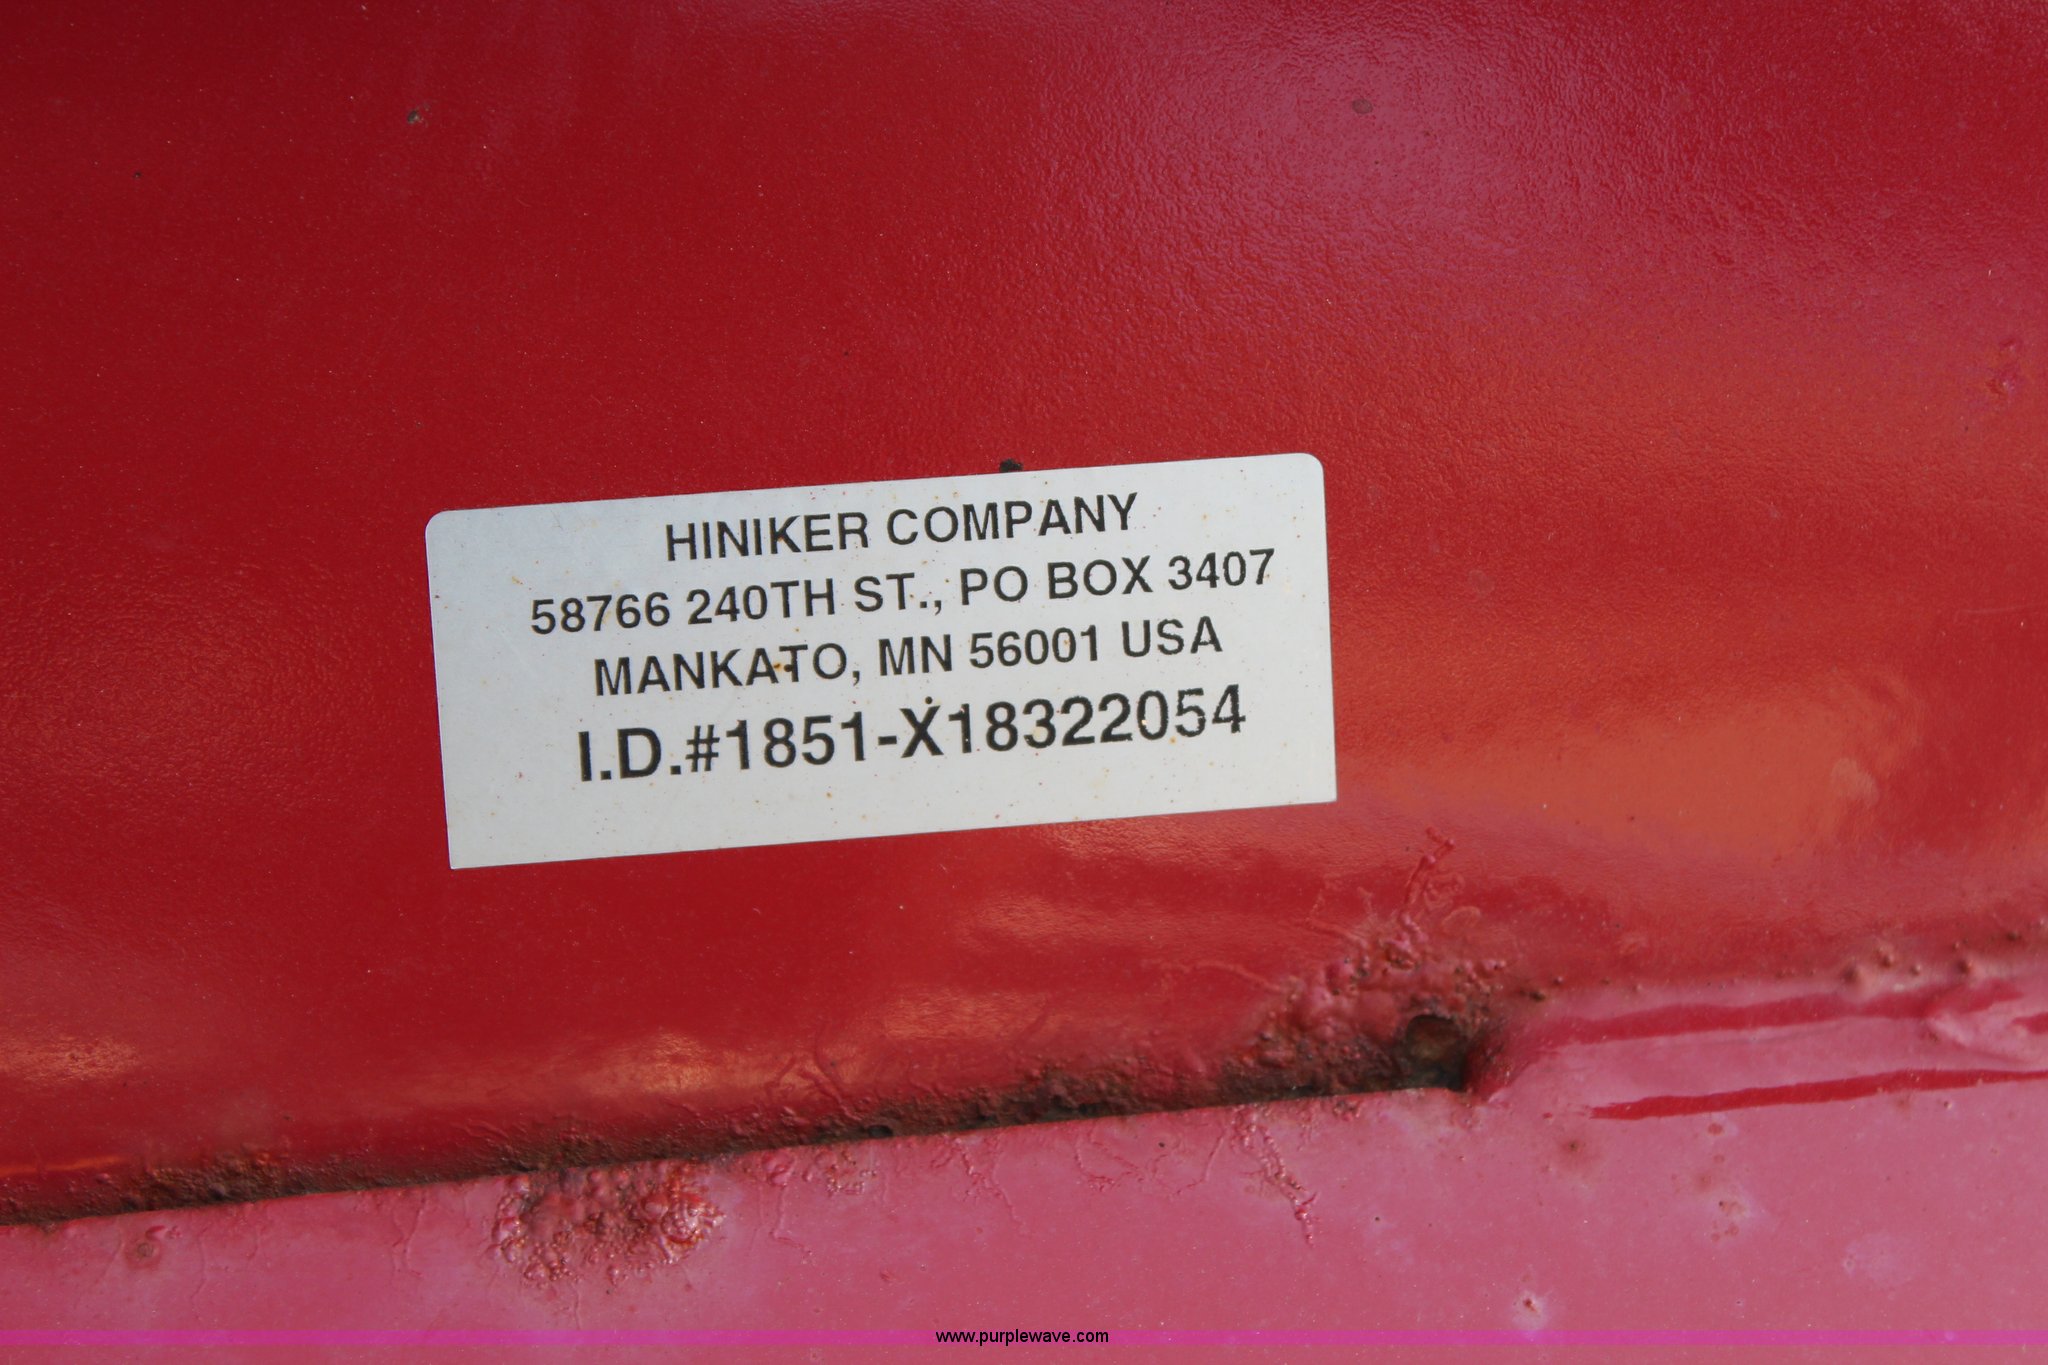 HINIKER COMPANY
58766 240TH ST., PO BOX 3407
MANKATO, MN 56001 USA
I.D.#1851-X18322054
www.purplewave.com